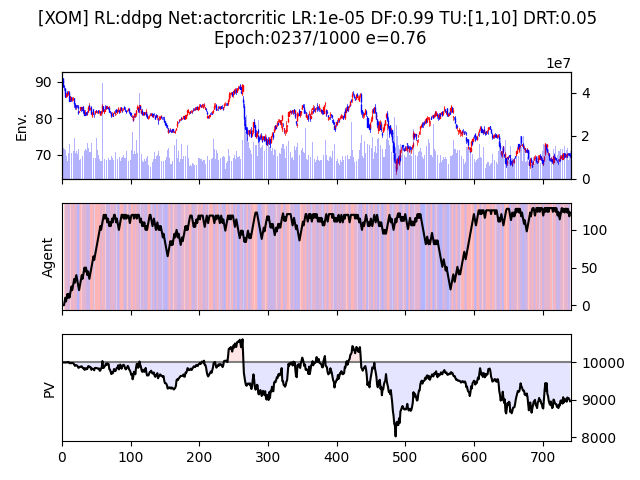 [XOM] RL:ddpg Net:actorcritic LR:1e-05 DF:0.99 TU:[1,10] DRT:0.05
Epoch:0237/1000 e=0.76
1e7
90
80
70
Env.
4
2
0
Agent
100
50
0
PV
10000
9000
8000
0 100 200 300 400 500 600 700